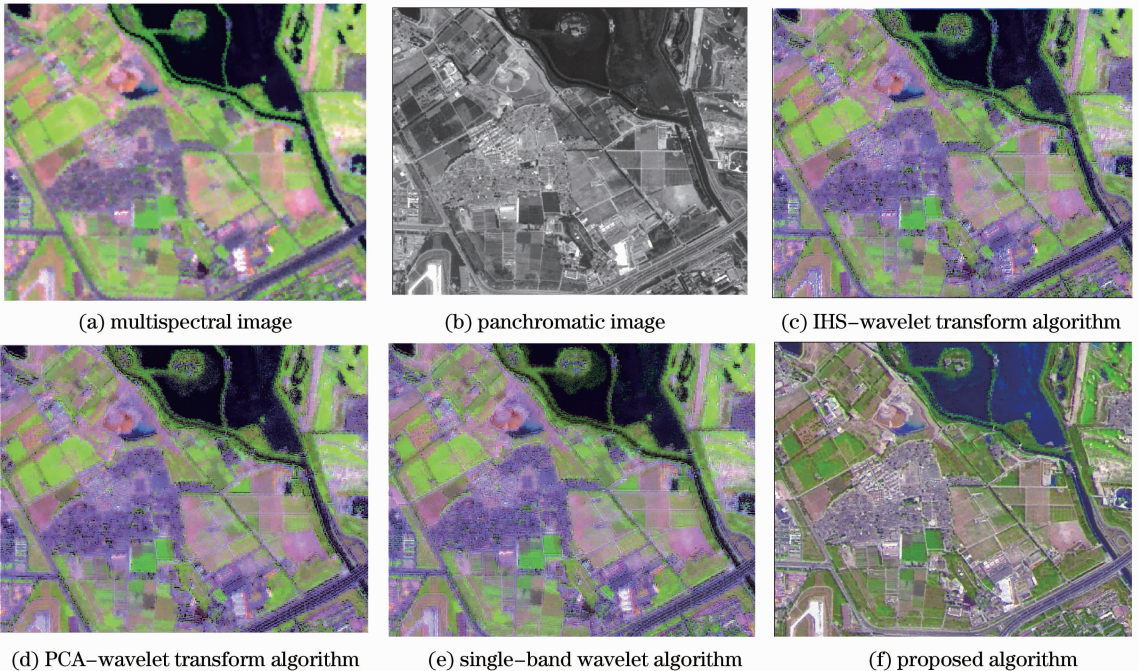 (a) multispectral image
(b) panchromatic image
(c) IHS–wavelet transform algorithm
(d) PCA–wavelet transform algorithm
(e) single–band wavelet algorithm
(f) proposed algorithm